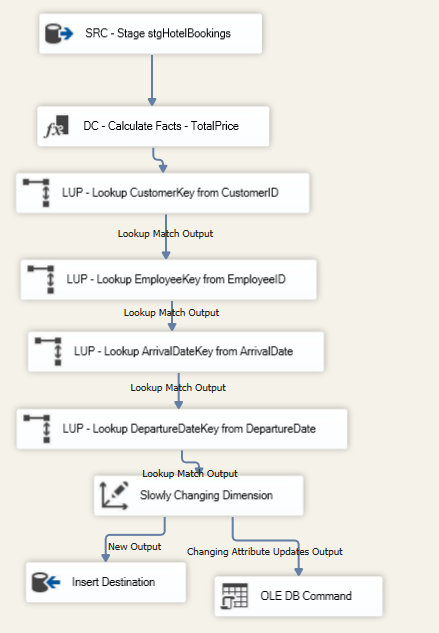 SRC - Stage stgHotelBookings
DC - Calculate Facts - TotalPrice
LUP - Lookup CustomerKey from CustomerID
Lookup Match Output
LUP - Lookup EmployeeKey from EmployeeID
Lookup Match Output
LUP - Lookup ArrivalDateKey from ArrivalDate
Lookup Match Output
LUP - Lookup DepartureDateKey from DepartureDate
Lookup Match Output
Slowly Changing Dimension
New Output
Changing Attribute Updates Output
Insert Destination
OLE DB Command